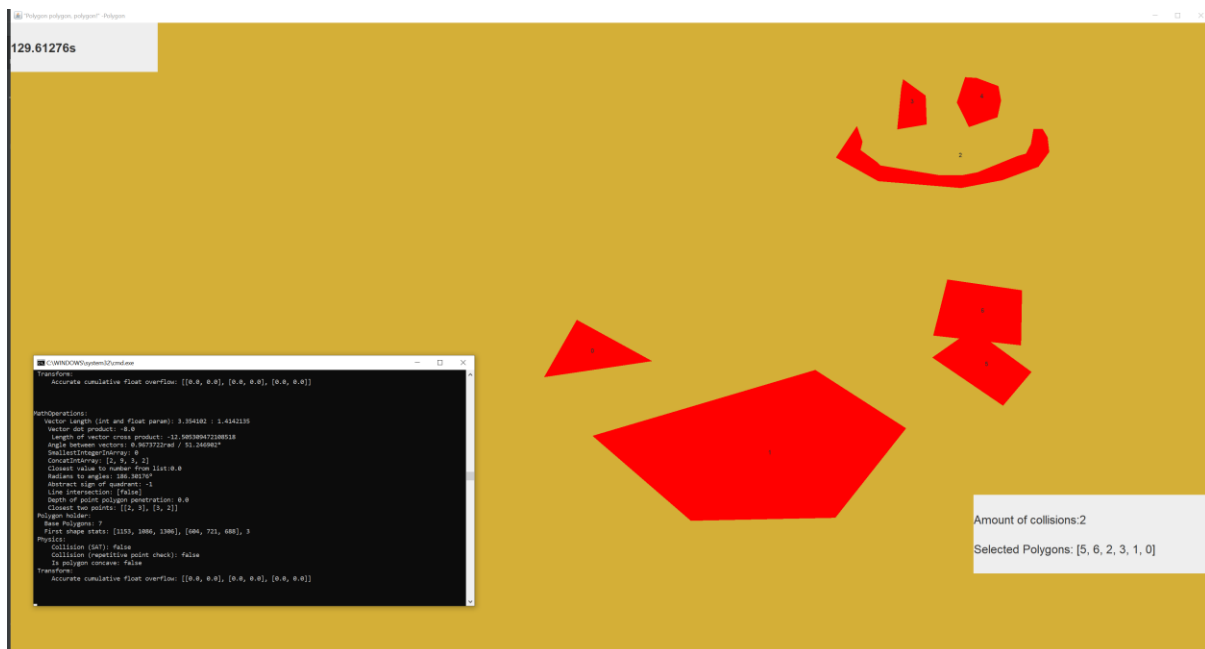 "Polygon polygon, polygon!" -Polygon
129.61276s
2
C:\WINDOWS\system32\cmd.exe
Transform:
Accurate cumulative float overflow: [[0.0, 0.0], [0.0, 0.0], [0.0, 0.0]]
MathOperations:
Vector Length (int and float param): 3.354102 : 1.4142135
Vector dot product: -8.0
Length of vector cross product: -12.505309472100518
Angle between vectors: 0.9673722rad / 51.246902°
SmallestIntegerInArray: 0
ConcatIntArray: [2, 9, 3, 2]
Closest value to number from list:0.0
Radians to angles: 186.30176°
Abstract sign of quadrant: -1
Line intersection: [false]
Depth of point polygon penetration: 0.0
Closest two points: [[2, 3], [3, 2]]
Polygon holder:
Base Polygons: 7
First shape stats: [1153, 1086, 1306], [604, 721, 688], 3
Physics:
Collision (SAT): false
Collision (repetitive point check): false
Is polygon concave: false
Transform:
Accurate cumulative float overflow: [[0.0, 0.0], [0.0, 0.0], [0.0, 0.0]]
Amount of collisions:2
Selected Polygons: [5, 6, 2, 3, 1, 0]